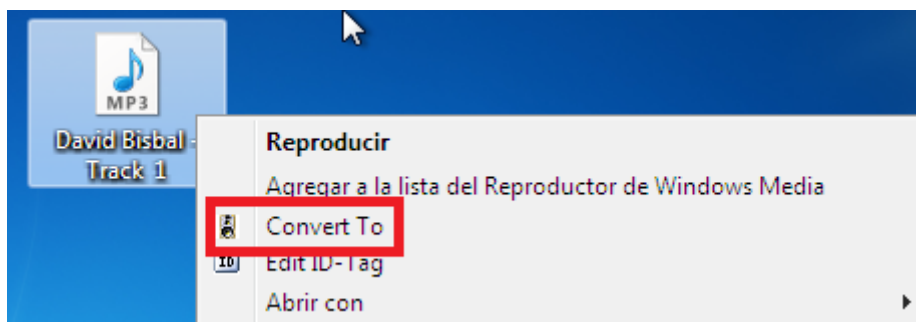 MP3
David Bisbal -
Track 1
Reproducir
Agregar a la lista del Reproductor de Windows Media
Convert To
ID
Edit ID-Tag
Abrir con